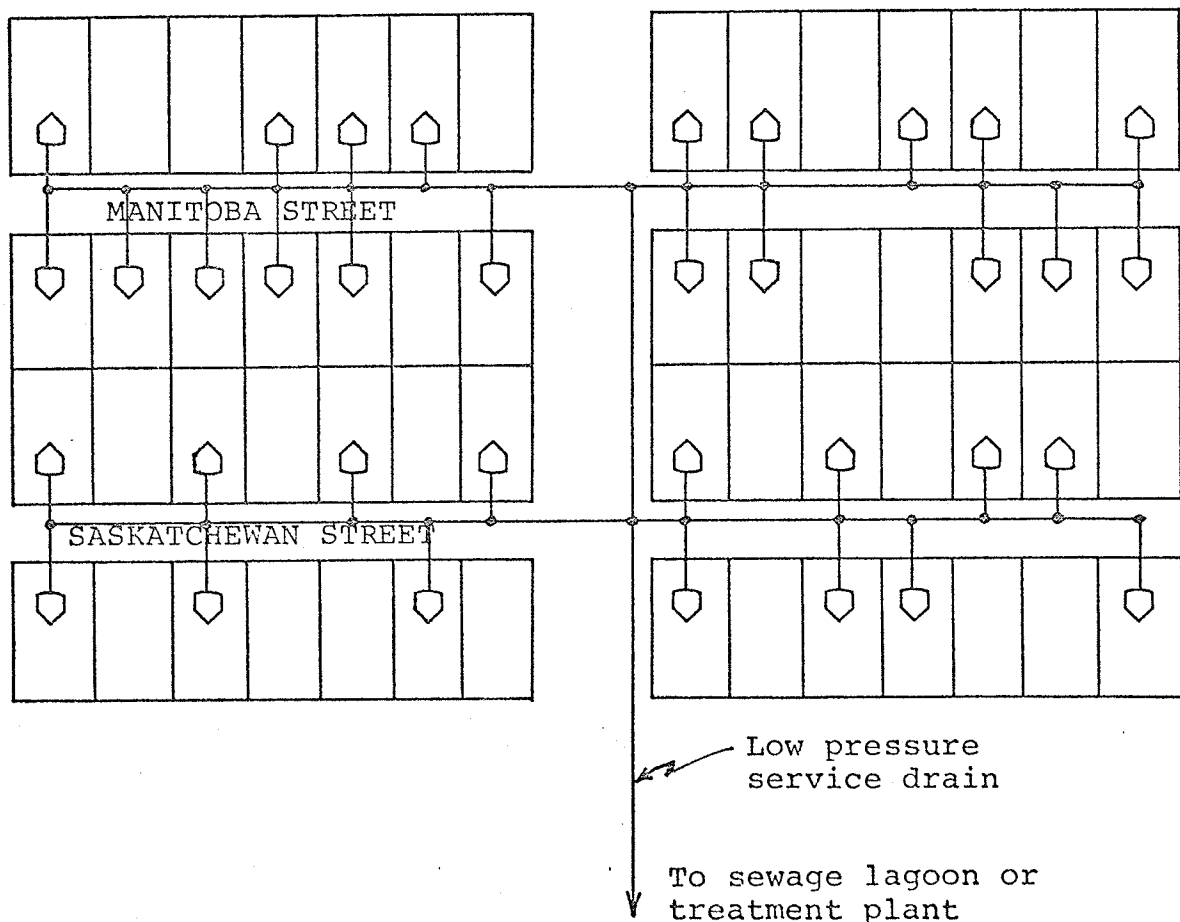 MANITOBA STREET
SASKATCHEWAN STREET
Low pressure
service drain
To sewage lagoon or
treatment plant